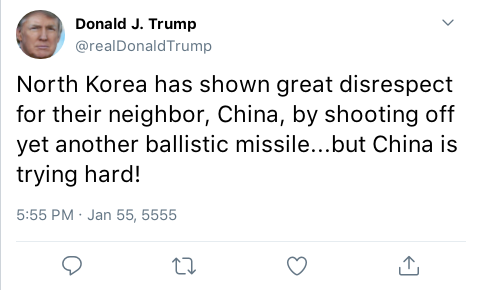 Donald J. Trump
@realDonaldTrump
North Korea has shown great disrespect
for their neighbor, China, by shooting off
yet another ballistic missile...but China is
trying hard!
5:55 PM · Jan 55, 5555